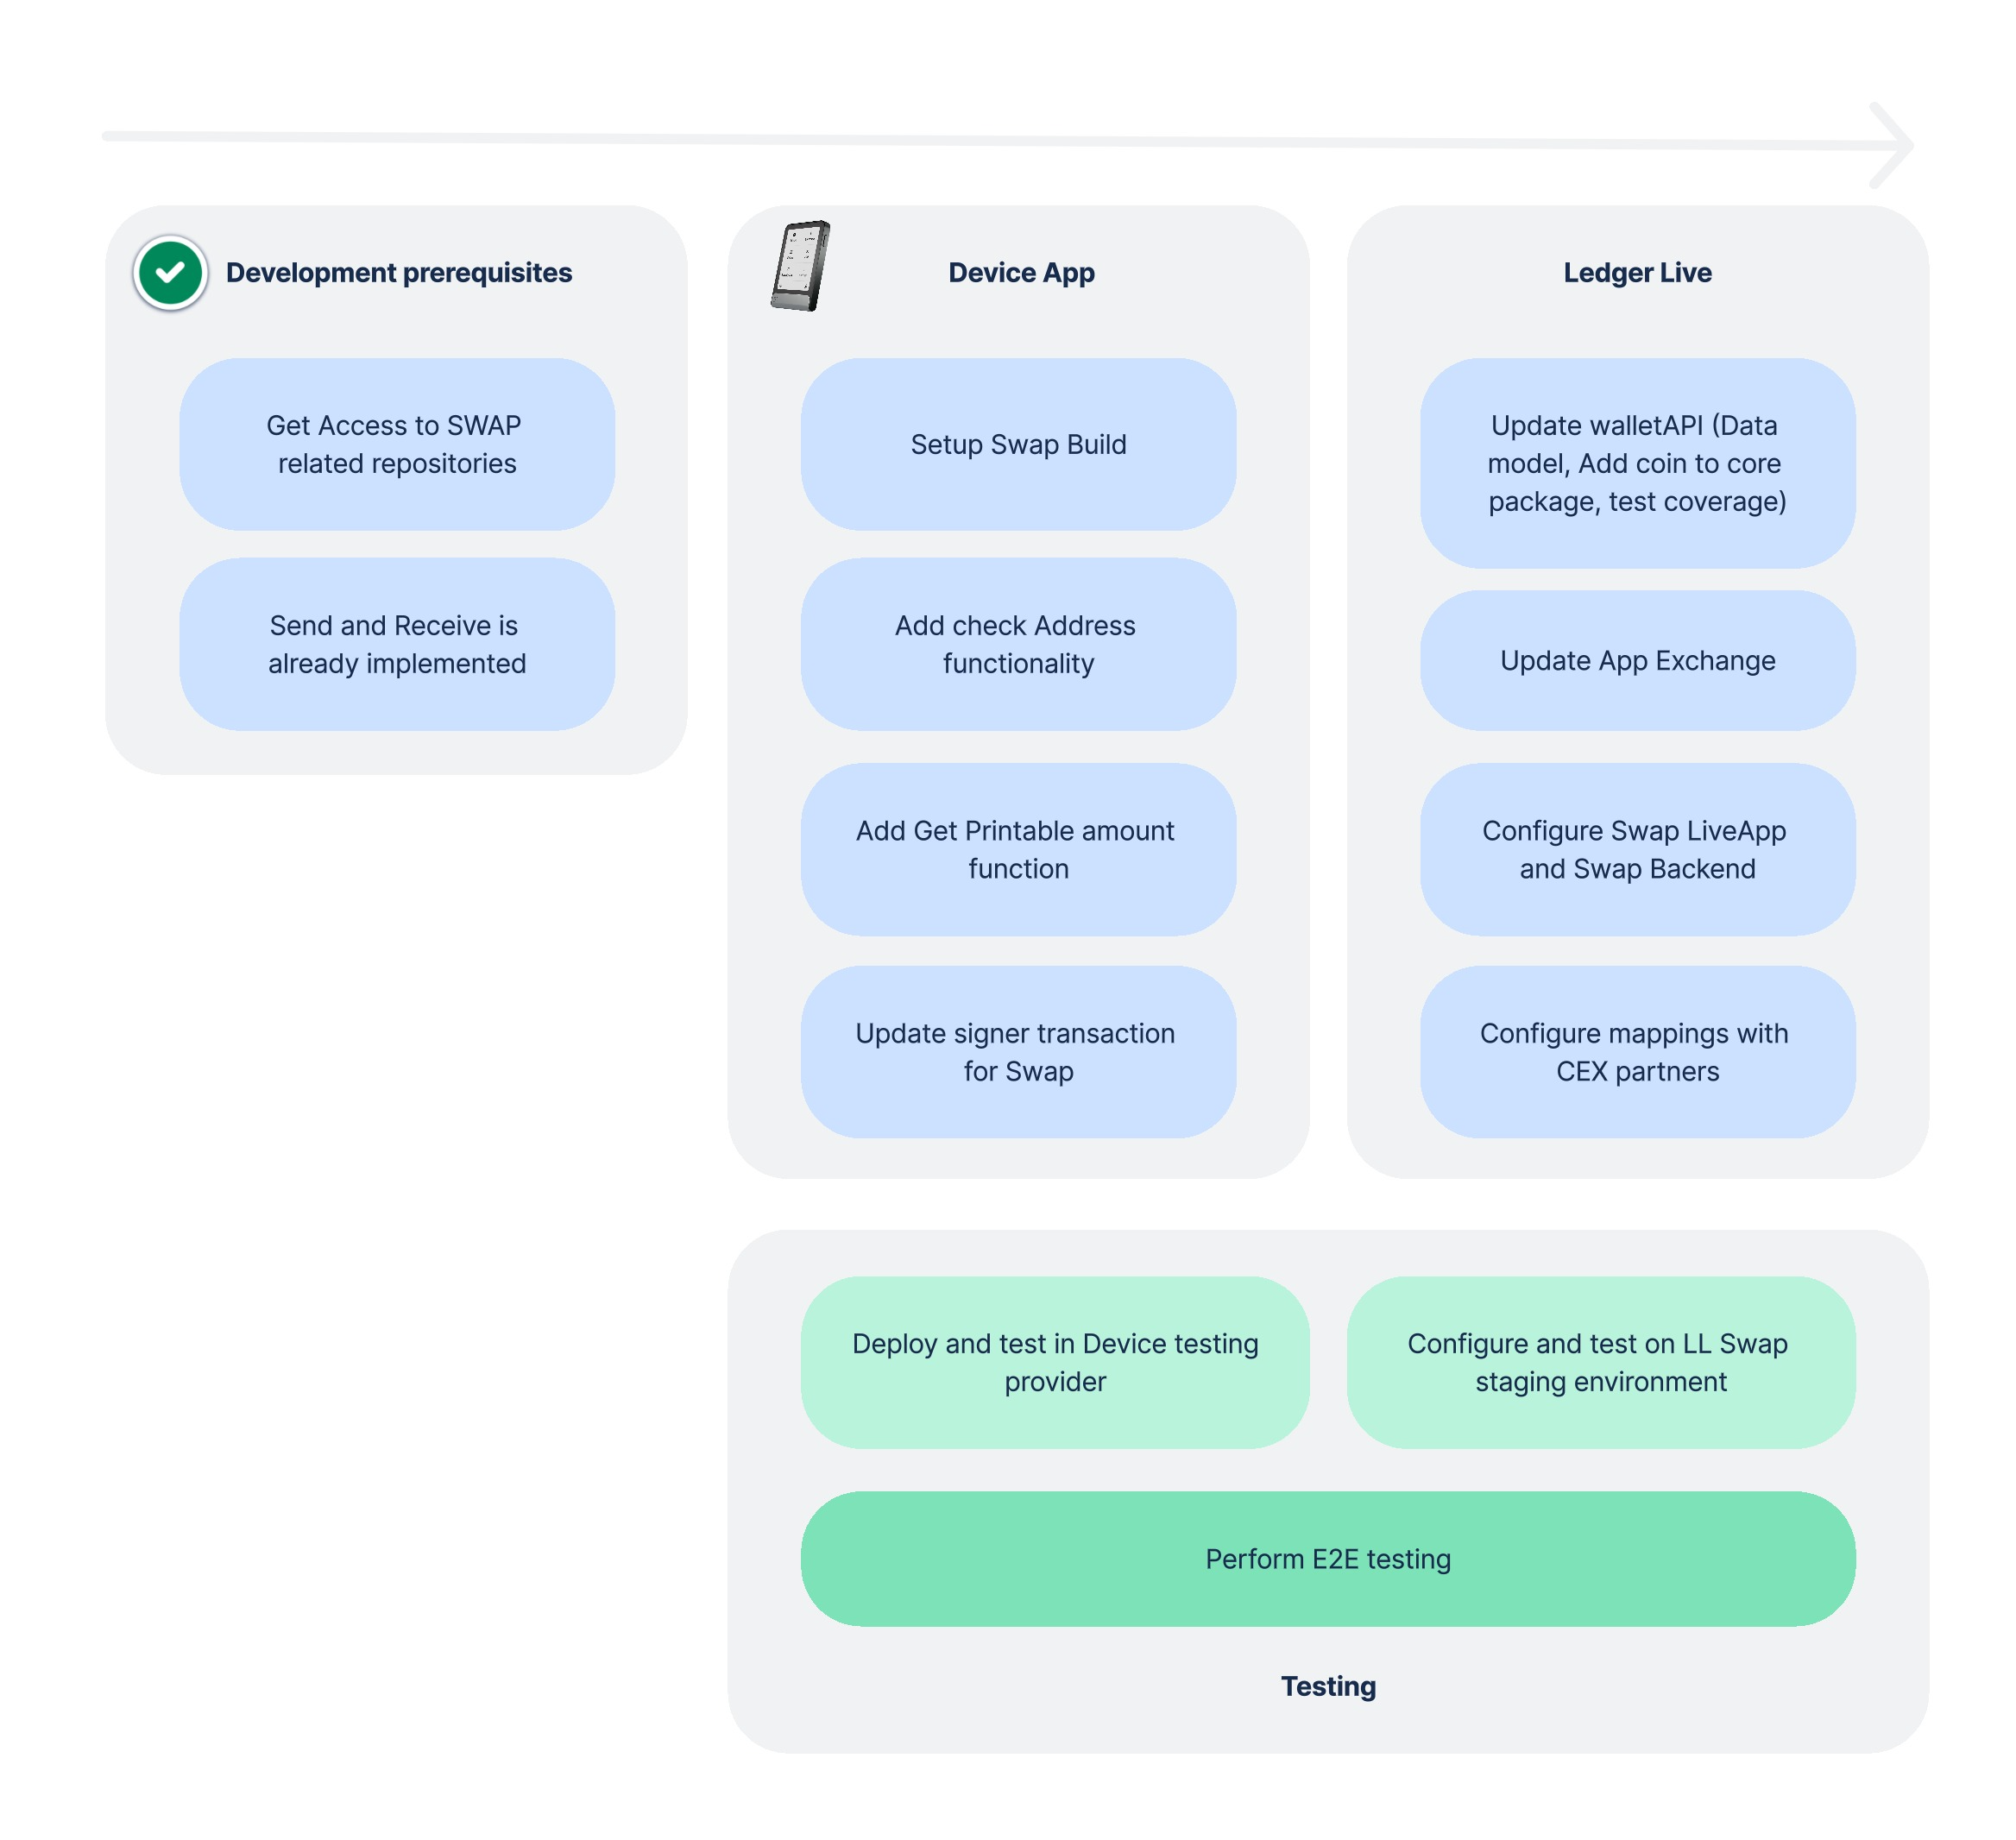 Development prerequisites
Get Access to SWAP
related repositories
Send and Receive is
already implemented
Device App
Setup Swap Build
Add check Address
functionality
Add Get Printable amount
function
Update signer transaction
for Swap
Ledger Live
Update walletAPI (Data
model, Add coin to core
package, test coverage)
Update App Exchange
Configure Swap LiveApp
and Swap Backend
Configure mappings with
CEX partners
Deploy and test in Device testing
provider
Configure and test on LL Swap
staging environment
Perform E2E testing
Testing